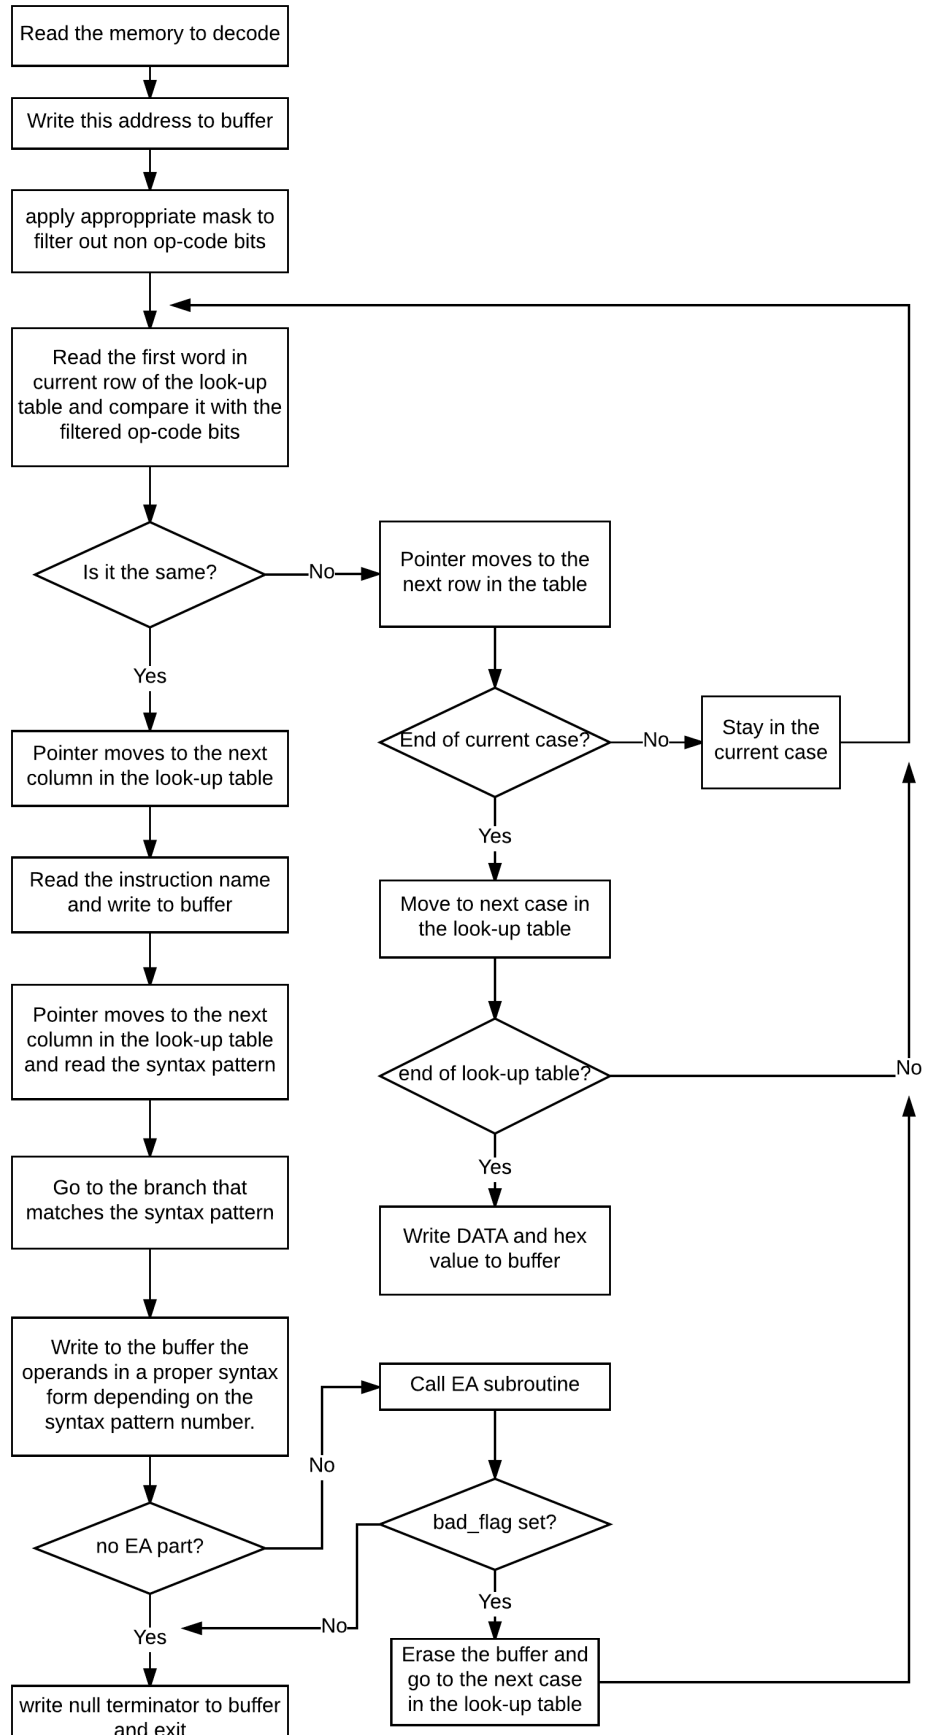 Read the memory to decode
Write this address to buffer
apply approppriate mask to
filter out non op-code bits
Read the first word in
current row of the look-up
table and compare it with the
filtered op-code bits
Is it the same?
No
Pointer moves to the
next row in the table
Yes
End of current case?
No
Stay in the
current case
Pointer moves to the next
column in the look-up table
Yes
Read the instruction name
and write to buffer
Move to next case in
the look-up table
Pointer moves to the next
column in the look-up table
and read the syntax pattern
end of look-up table?
No
Yes
Go to the branch that
matches the syntax pattern
Write DATA and hex
value to buffer
Write to the buffer the
operands in a proper syntax
form depending on the
syntax pattern number.
Call EA subroutine
No
no EA part?
bad_flag set?
Yes
No
Yes
Erase the buffer and
go to the next case
in the look-up table
write null terminator to buffer
and exit